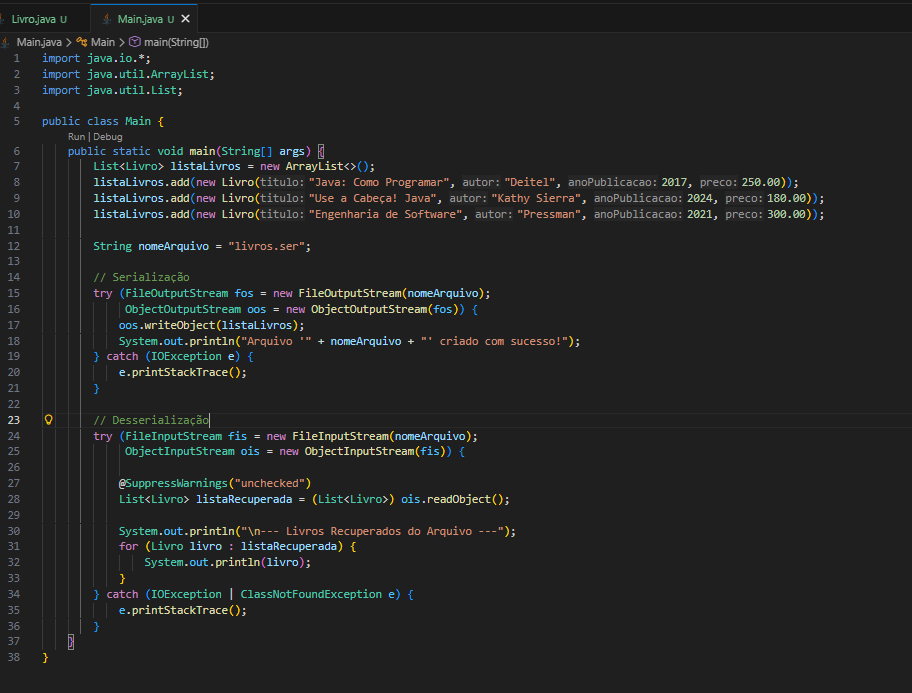 Livro.java U
Main.java U ✕
Main.java > Main > main(String[])
1 import java.io.*;
2 import java.util.ArrayList;
3 import java.util.List;
4
5 public class Main {
Run | Debug
6 public static void main(String[] args) {
7 List<Livro> listaLivros = new ArrayList<>();
8 listaLivros.add(new Livro(titulo: "Java: Como Programar", autor: "Deitel", anoPublicacao: 2017, preco: 250.00));
9 listaLivros.add(new Livro(titulo: "Use a Cabeça! Java", autor: "Kathy Sierra", anoPublicacao: 2024, preco: 180.00));
10 listaLivros.add(new Livro(titulo: "Engenharia de Software", autor: "Pressman", anoPublicacao: 2021, preco: 300.00));
11
12 String nomeArquivo = "livros.ser";
13
14 // Serialização
15 try (FileOutputStream fos = new FileOutputStream(nomeArquivo);
16 ObjectOutputStream oos = new ObjectOutputStream(fos)) {
17 oos.writeObject(listaLivros);
18 System.out.println("Arquivo '" + nomeArquivo + "' criado com sucesso!");
19 } catch (IOException e) {
20 e.printStackTrace();
21 }
22
23 // Desserialização
24 try (FileInputStream fis = new FileInputStream(nomeArquivo);
25 ObjectInputStream ois = new ObjectInputStream(fis)) {
26
27 @SuppressWarnings("unchecked")
28 List<Livro> listaRecuperada = (List<Livro>) ois.readObject();
29
30 System.out.println("\n--- Livros Recuperados do Arquivo ---");
31 for (Livro livro : listaRecuperada) {
32 System.out.println(livro);
33 }
34 } catch (IOException | ClassNotFoundException e) {
35 e.printStackTrace();
36 }
37 }
38 }